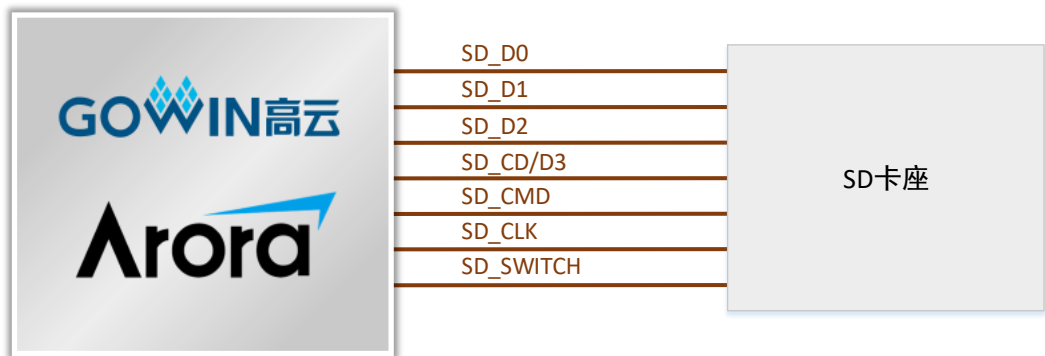 GOWIN高云
Arora
SD_D0
SD_D1
SD_D2
SD_CD/D3
SD_CMD
SD_CLK
SD_SWITCH
SD卡座